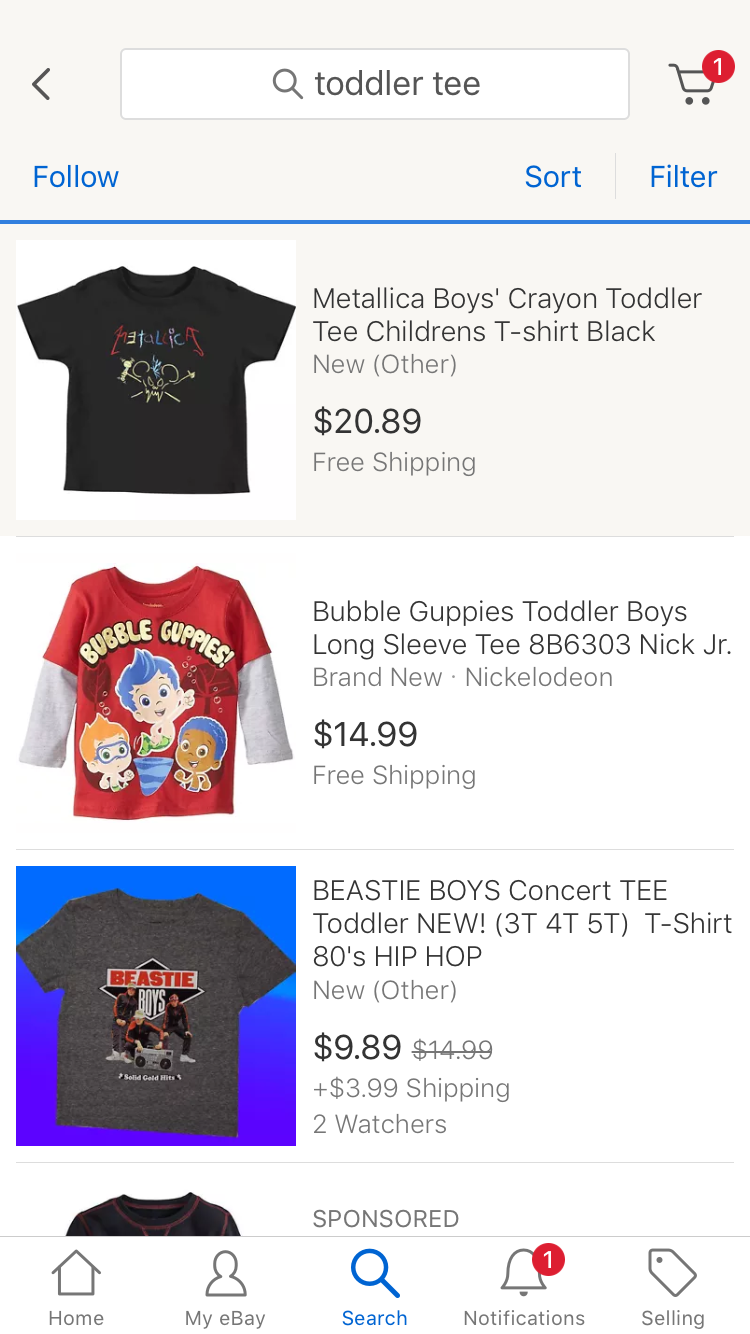 toddler tee
1
Follow
Sort
Filter
METALLICA
Metallica Boys' Crayon Toddler
Tee Childrens T-shirt Black
New (Other)
$20.89
Free Shipping
BUBBLE GUPPIES!
Bubble Guppies Toddler Boys
Long Sleeve Tee 8B6303 Nick Jr.
Brand New · Nickelodeon
$14.99
Free Shipping
BEASTIE
BOYS
Solid Gold Hits
BEASTIE BOYS Concert TEE
Toddler NEW! (3T 4T 5T) T-Shirt
80's HIP HOP
New (Other)
$9.89 $14.99
+$3.99 Shipping
2 Watchers
SPONSORED
1
Home
My eBay
Search
Notifications
Selling